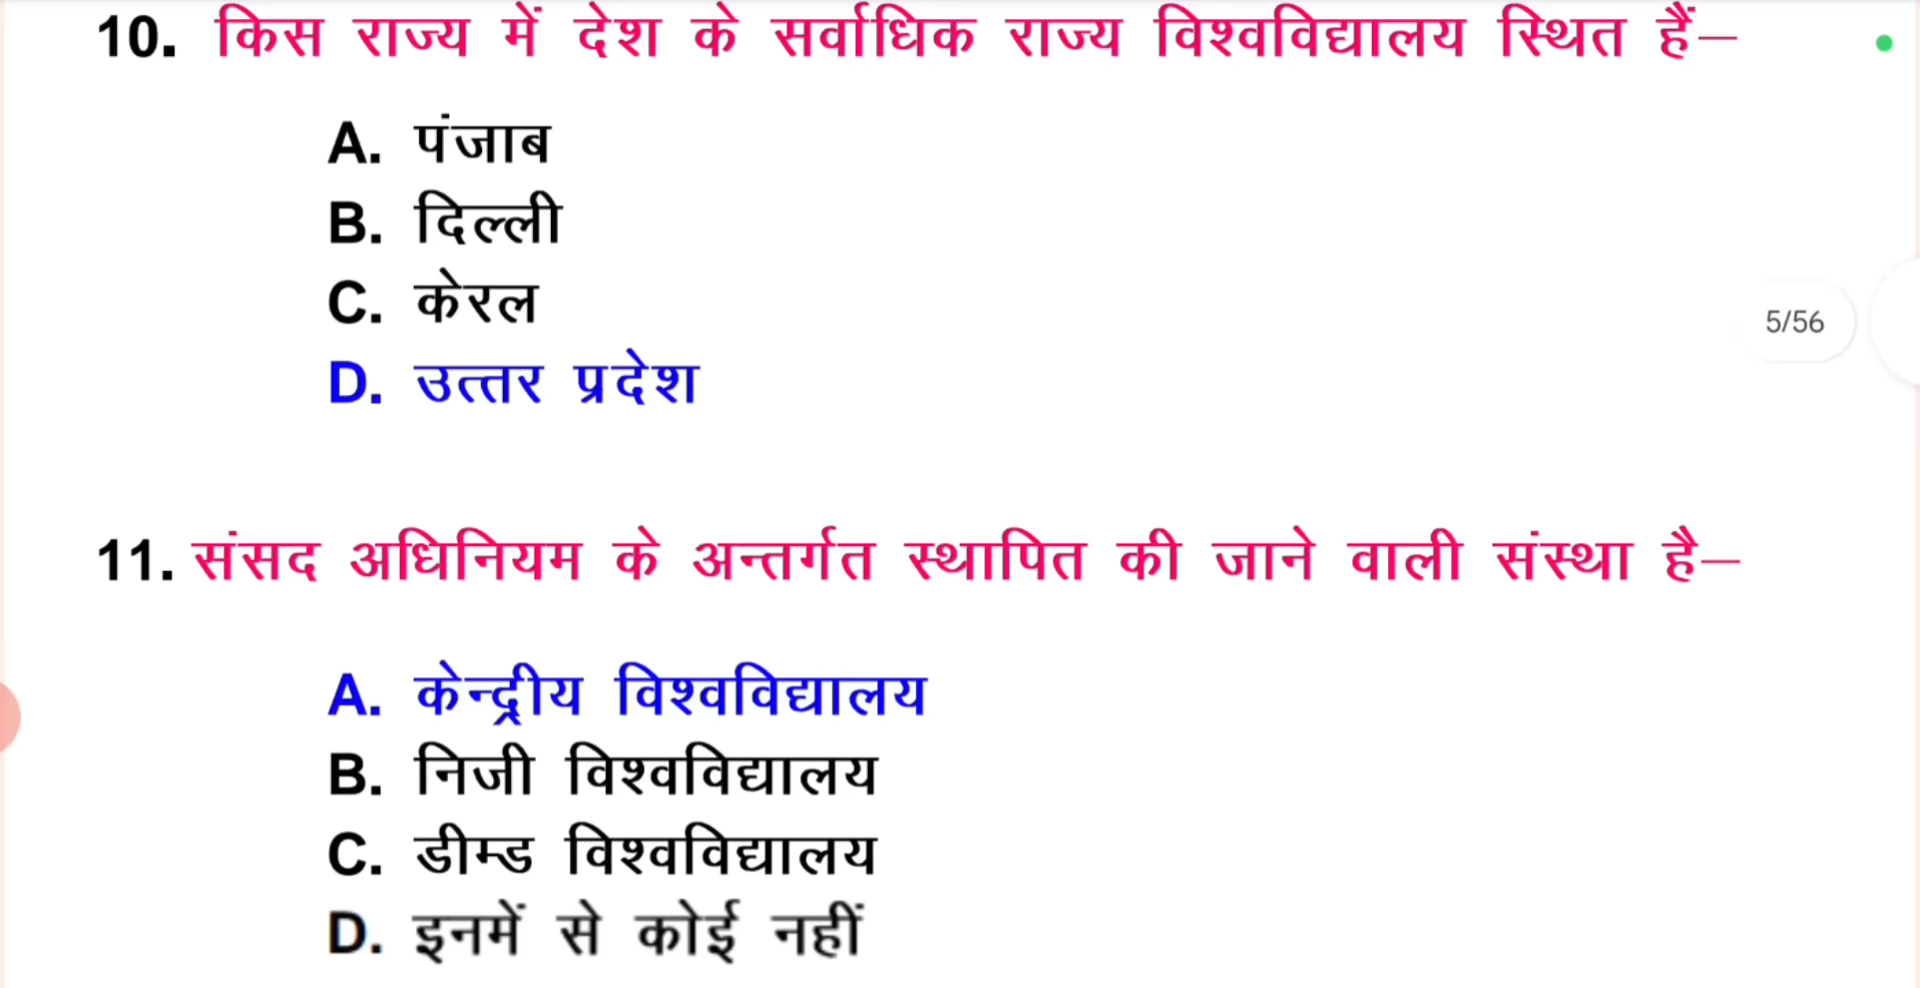 10. किस राज्य में देश के सर्वाधिक राज्य विश्वविद्यालय स्थित हैं–
A. पंजाब
B. दिल्ली
C. केरल
5/56
D. उत्तर प्रदेश
11. संसद अधिनियम के अन्तर्गत स्थापित की जाने वाली संस्था है–
A. केन्द्रीय विश्वविद्यालय
B. निजी विश्वविद्यालय
C. डीम्ड विश्वविद्यालय
D. इनमें से कोई नहीं